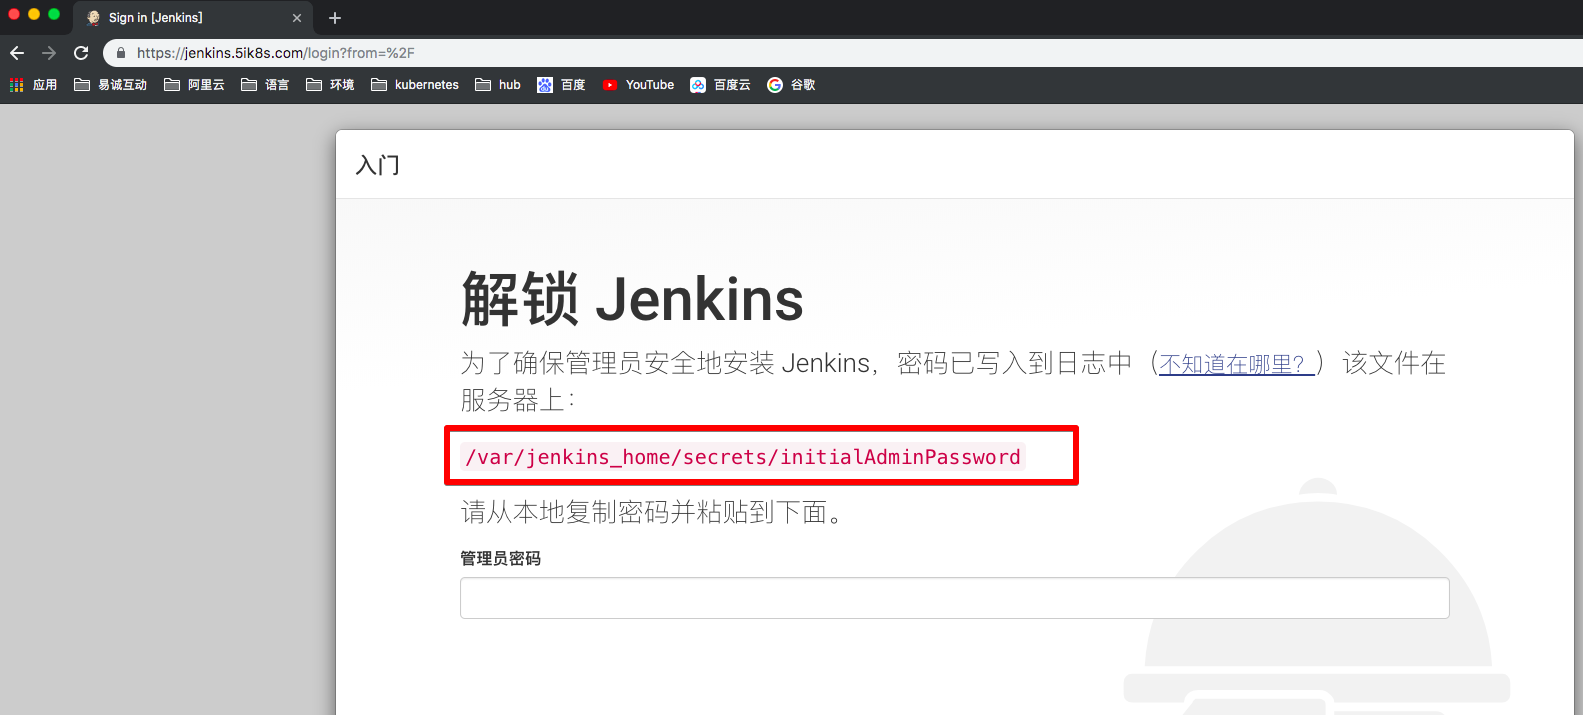 Sign in [Jenkins]
https://jenkins.5ik8s.com/login?from=%2F
应用 易诚互动 阿里云 语言 环境 kubernetes hub 百度 YouTube 百度云 谷歌
入门
解锁 Jenkins
为了确保管理员安全地安装 Jenkins，密码已写入到日志中（不知道在哪里？）该文件在
服务器上：
/var/jenkins_home/secrets/initialAdminPassword
请从本地复制密码并粘贴到下面。
管理员密码